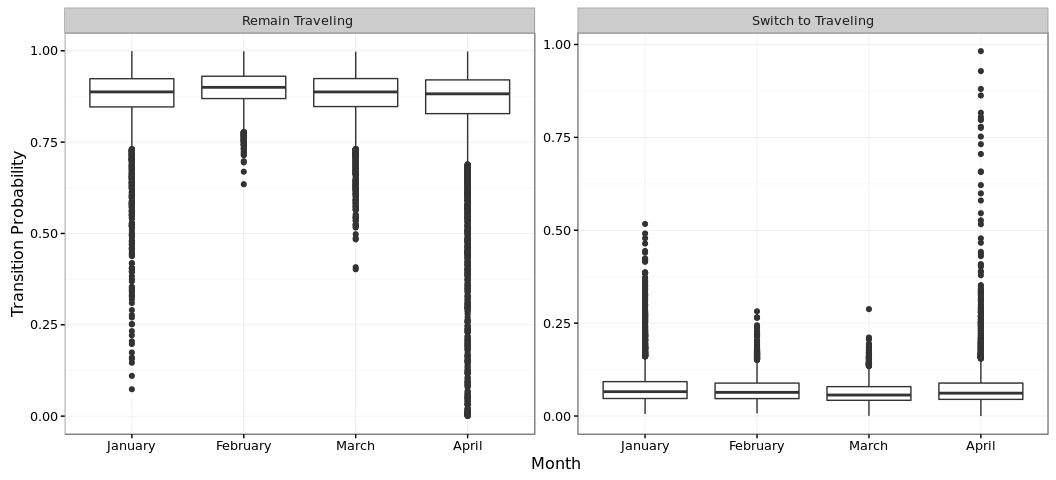 Remain Traveling
Switch to Traveling
Transition Probability
1.00
0.75
0.50
0.25
0.00
1.00
0.75
0.50
0.25
0.00
January February March April
January February March April
Month